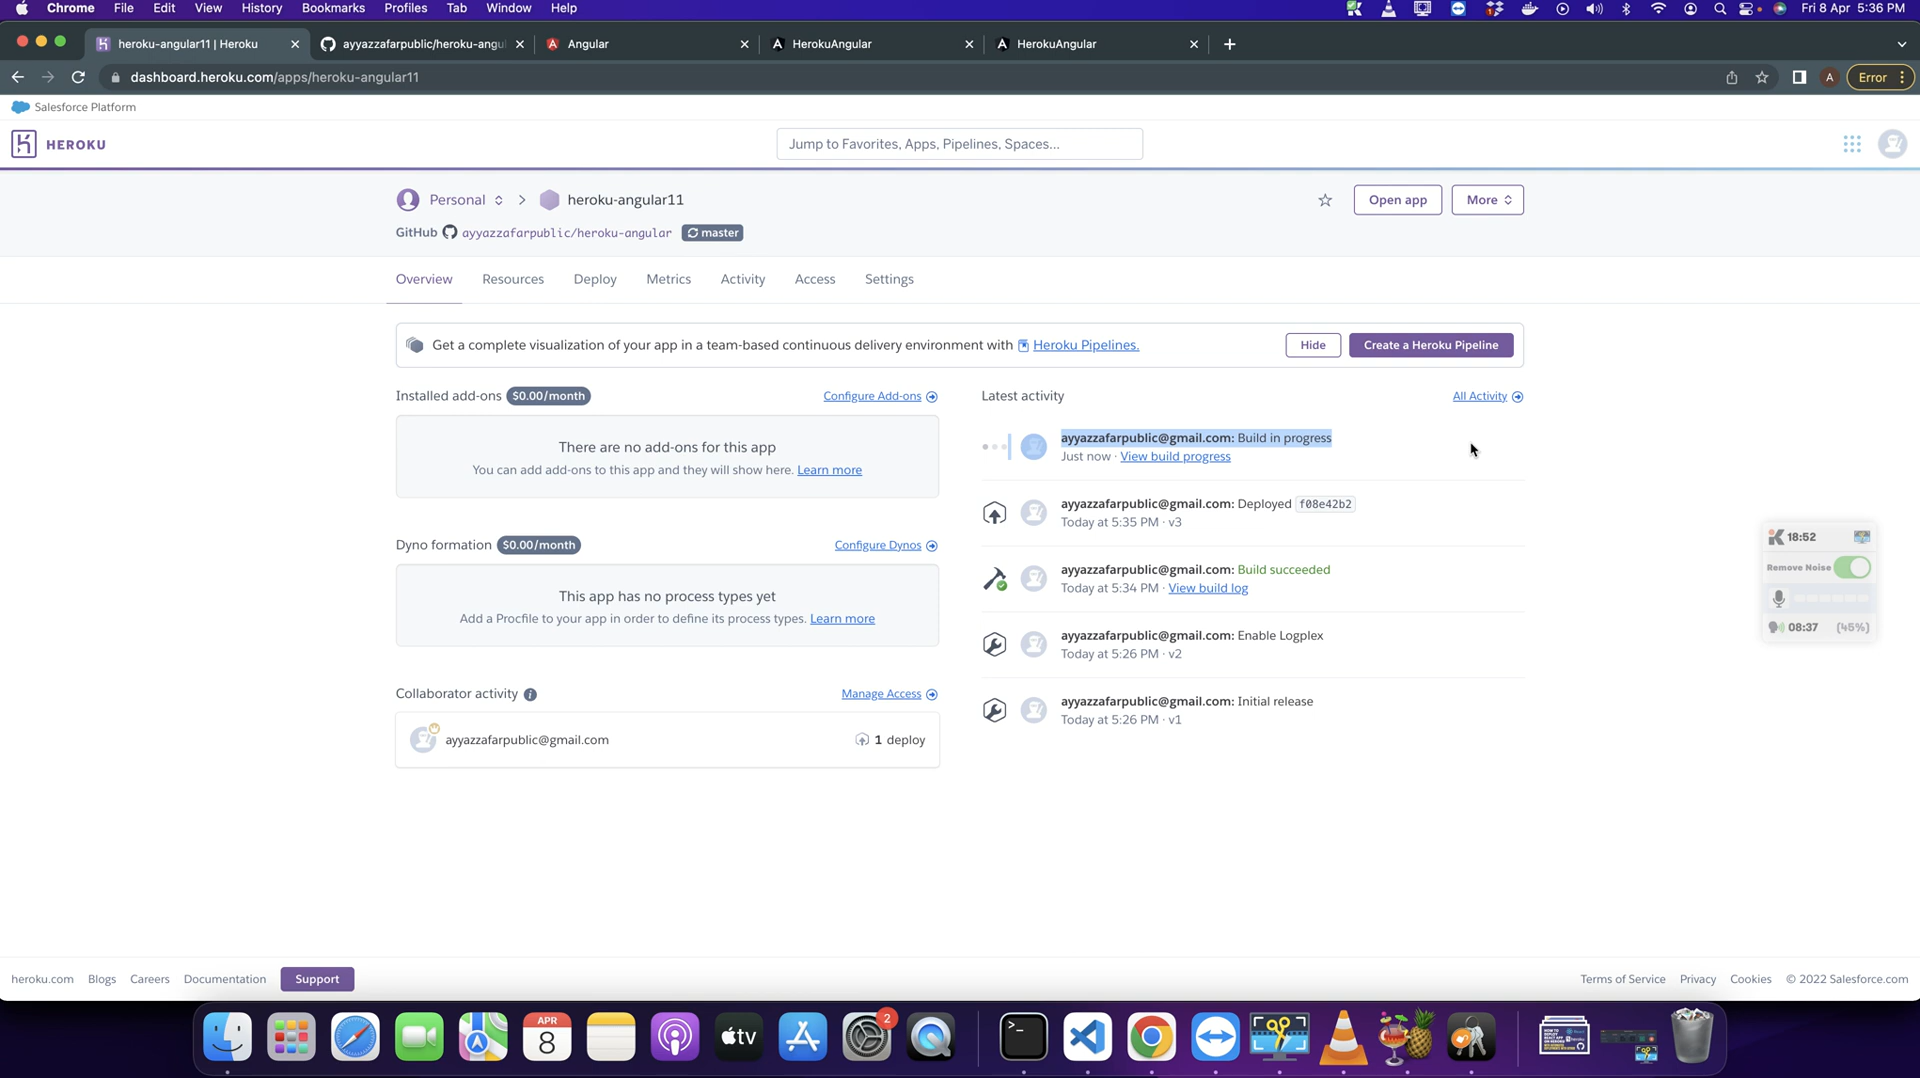 Chrome File Edit View History Bookmarks Profiles Tab Window Help Fri 8 Apr 5:36 PM
heroku-angular11 | Heroku ayyazzafarpublic/heroku-angu Angular HerokuAngular HerokuAngular
dashboard.heroku.com/apps/heroku-angular11 A Error
Salesforce Platform
HEROKU Jump to Favorites, Apps, Pipelines, Spaces...
Personal > heroku-angular11 Open app More
GitHub ayyazzafarpublic/heroku-angular master
Overview Resources Deploy Metrics Activity Access Settings
Get a complete visualization of your app in a team-based continuous delivery environment with Heroku Pipelines. Hide Create a Heroku Pipeline
Installed add-ons $0.00/month Configure Add-ons
There are no add-ons for this app
You can add add-ons to this app and they will show here. Learn more
Dyno formation $0.00/month Configure Dynos
This app has no process types yet
Add a Procfile to your app in order to define its process types. Learn more
Collaborator activity Manage Access
ayyazzafarpublic@gmail.com 1 deploy
Latest activity All Activity
ayyazzafarpublic@gmail.com: Build in progress
Just now · View build progress
ayyazzafarpublic@gmail.com: Deployed f08e42b2
Today at 5:35 PM · v3
ayyazzafarpublic@gmail.com: Build succeeded
Today at 5:34 PM · View build log
ayyazzafarpublic@gmail.com: Enable Logplex
Today at 5:26 PM · v2
ayyazzafarpublic@gmail.com: Initial release
Today at 5:26 PM · v1
18:52
Remove Noise
08:37 (45%)
heroku.com Blogs Careers Documentation Support Terms of Service Privacy Cookies © 2022 Salesforce.com
APR
8
tv
2